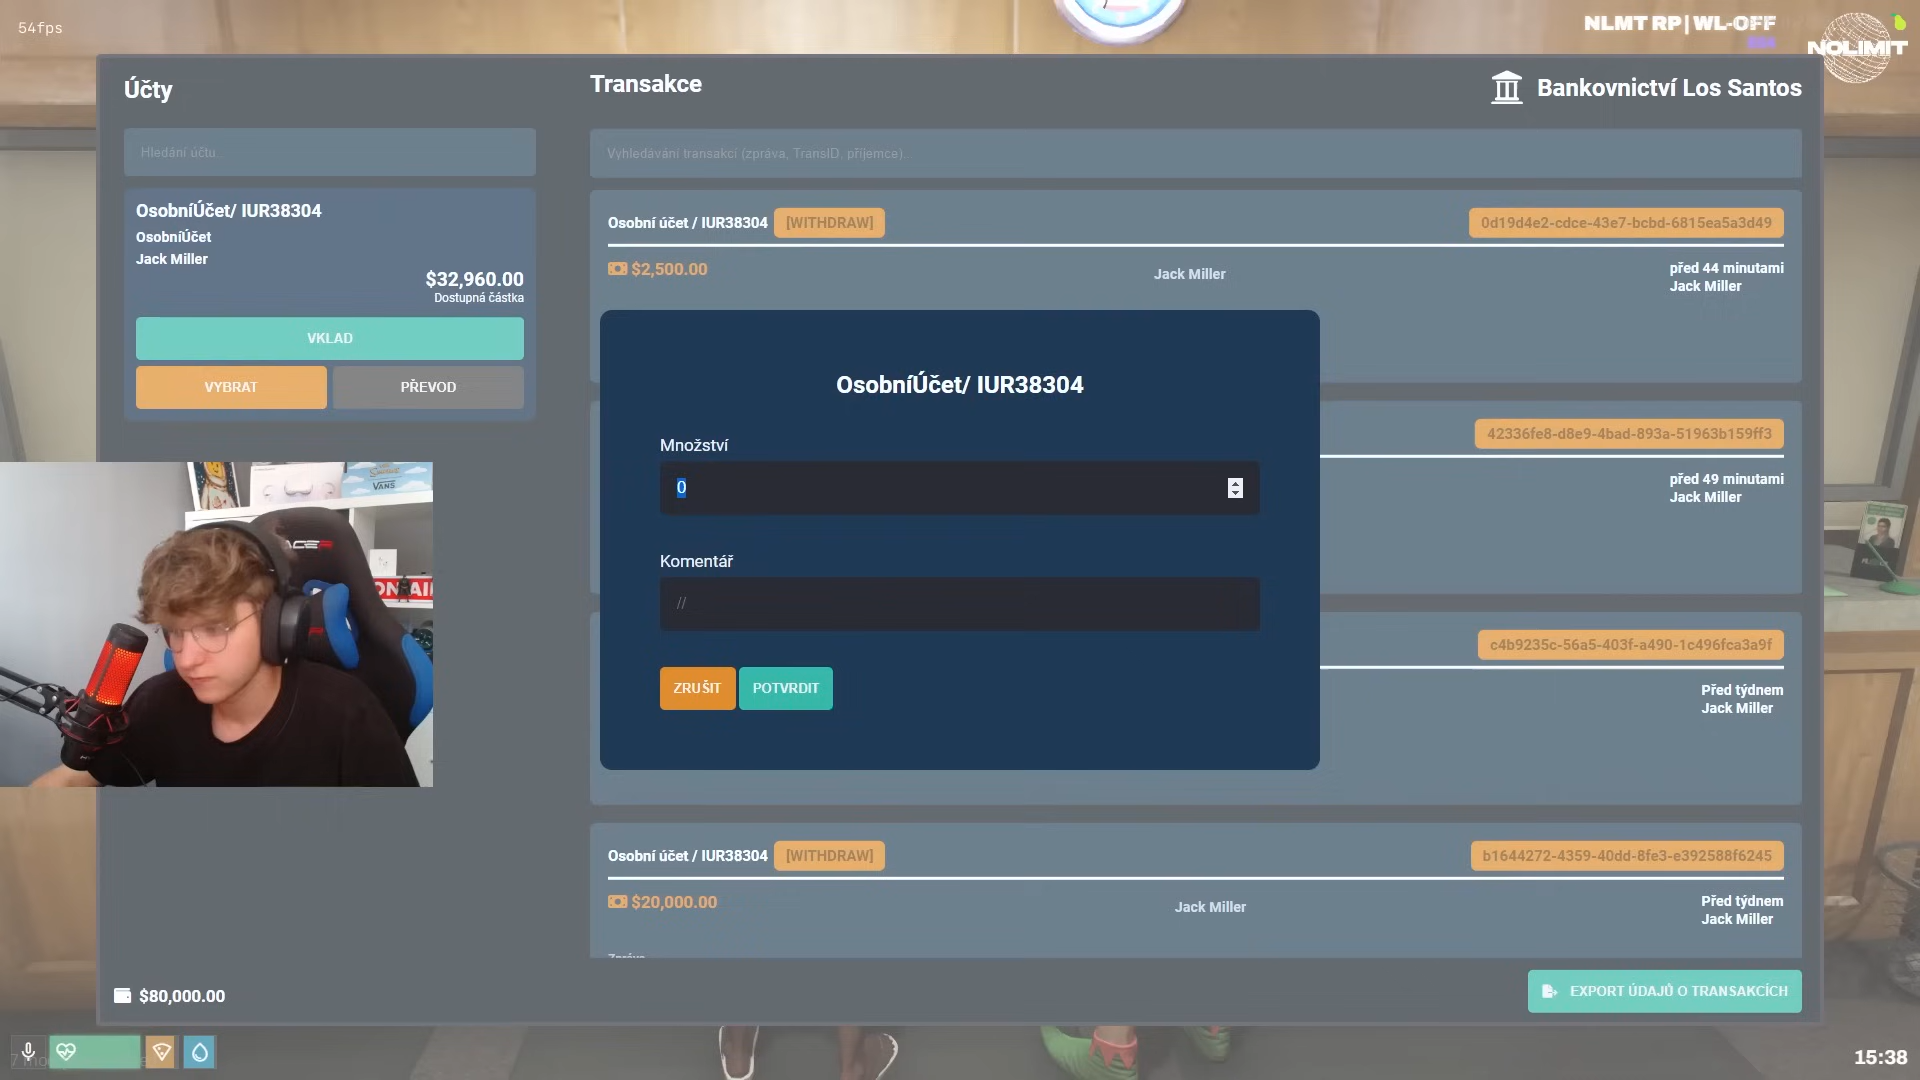 54fps
NLMT RP|WL-OFF
NOLIMIT
Účty
Transakce
Bankovnictví Los Santos
Hledání účtu...
Vyhledávání transakcí (zpráva, TransID, příjemce)...
OsobníÚčet/ IUR38304
OsobníÚčet
Jack Miller
$32,960.00
Dostupná částka
VKLAD
VYBRAT
PŘEVOD
Osobní účet / IUR38304 [WITHDRAW]
0d19d4e2-cdce-43e7-bcbd-6815ea5a3d49
$2,500.00
Jack Miller
před 44 minutami
Jack Miller
42336fe8-d8e9-4bad-893a-51963b159ff3
před 49 minutami
Jack Miller
c4b9235c-56a5-403f-a490-1c496fca3a9f
Před týdnem
Jack Miller
OsobníÚčet/ IUR38304
Množství
0
Komentář
//
ZRUŠIT
POTVRDIT
VANS
Osobní účet / IUR38304 [WITHDRAW]
b1644272-4359-40dd-8fe3-e392588f6245
$20,000.00
Jack Miller
Před týdnem
Jack Miller
$80,000.00
EXPORT ÚDAJŮ O TRANSAKCÍCH
15:38